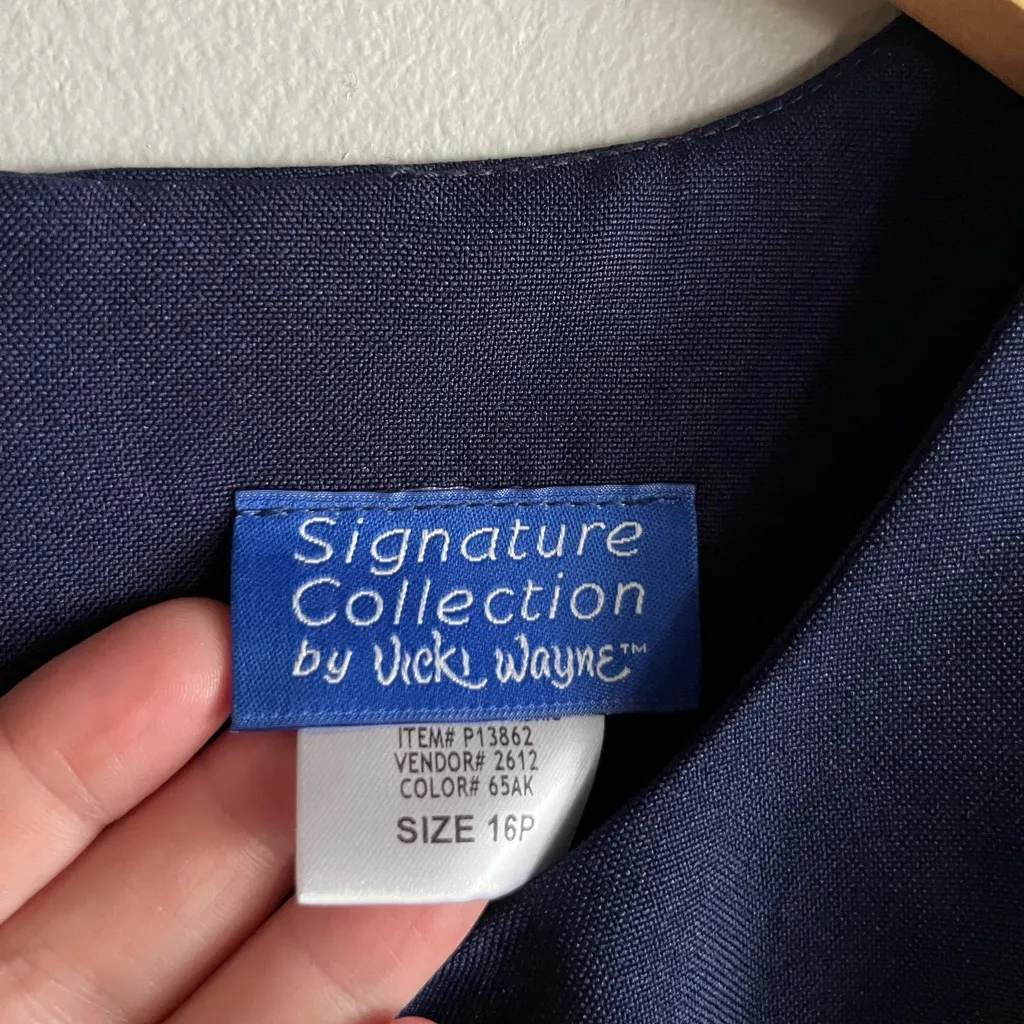 Signature
Collection
by Vicki Wayne™
ITEM# P13862
VENDOR# 2612
COLOR# 65AK
SIZE 16P